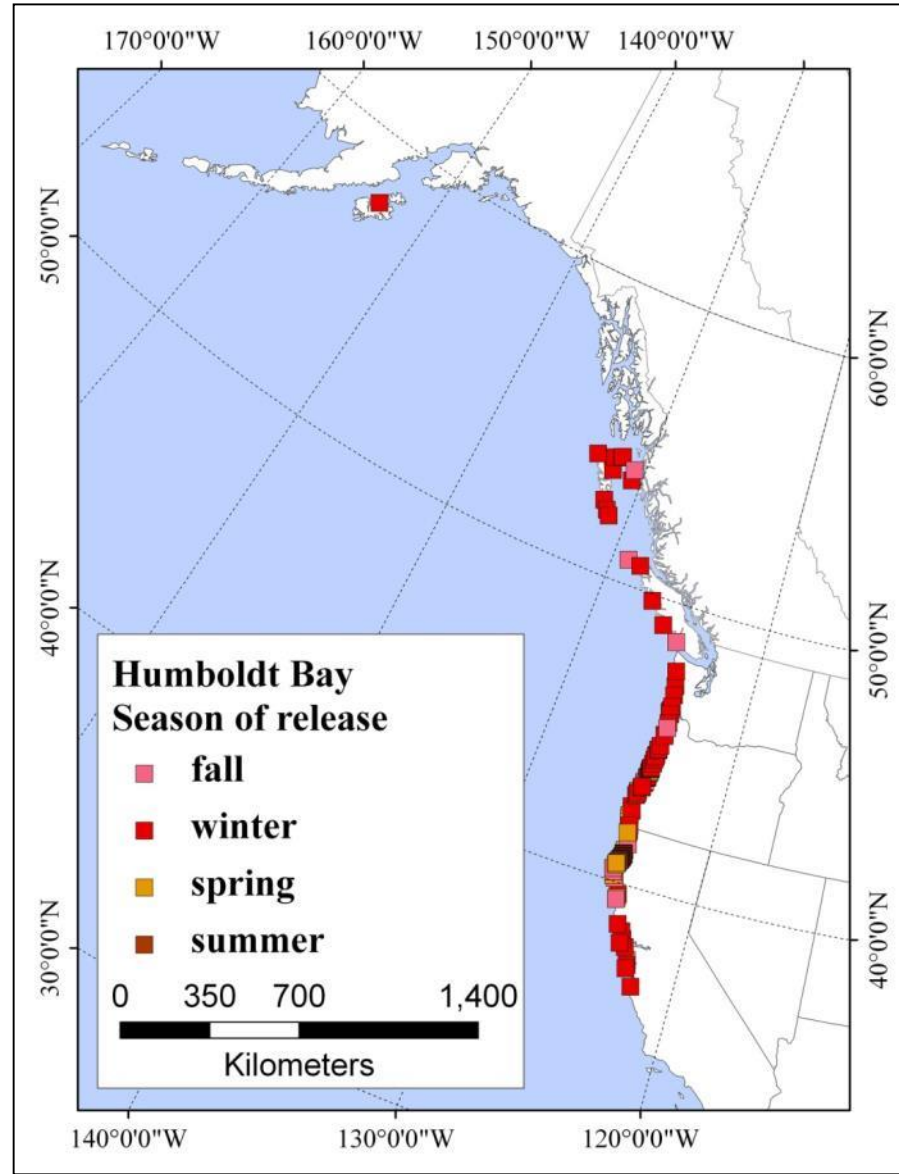 170°0'0"W
160°0'0"W
150°0'0"W
140°0'0"W
50°0'0"N
60°0'0"N
40°0'0"N
50°0'0"N
Humboldt Bay
Season of release
fall
winter
spring
summer
0 350 700 1,400
Kilometers
30°0'0"N
40°0'0"N
140°0'0"W
130°0'0"W
120°0'0"W